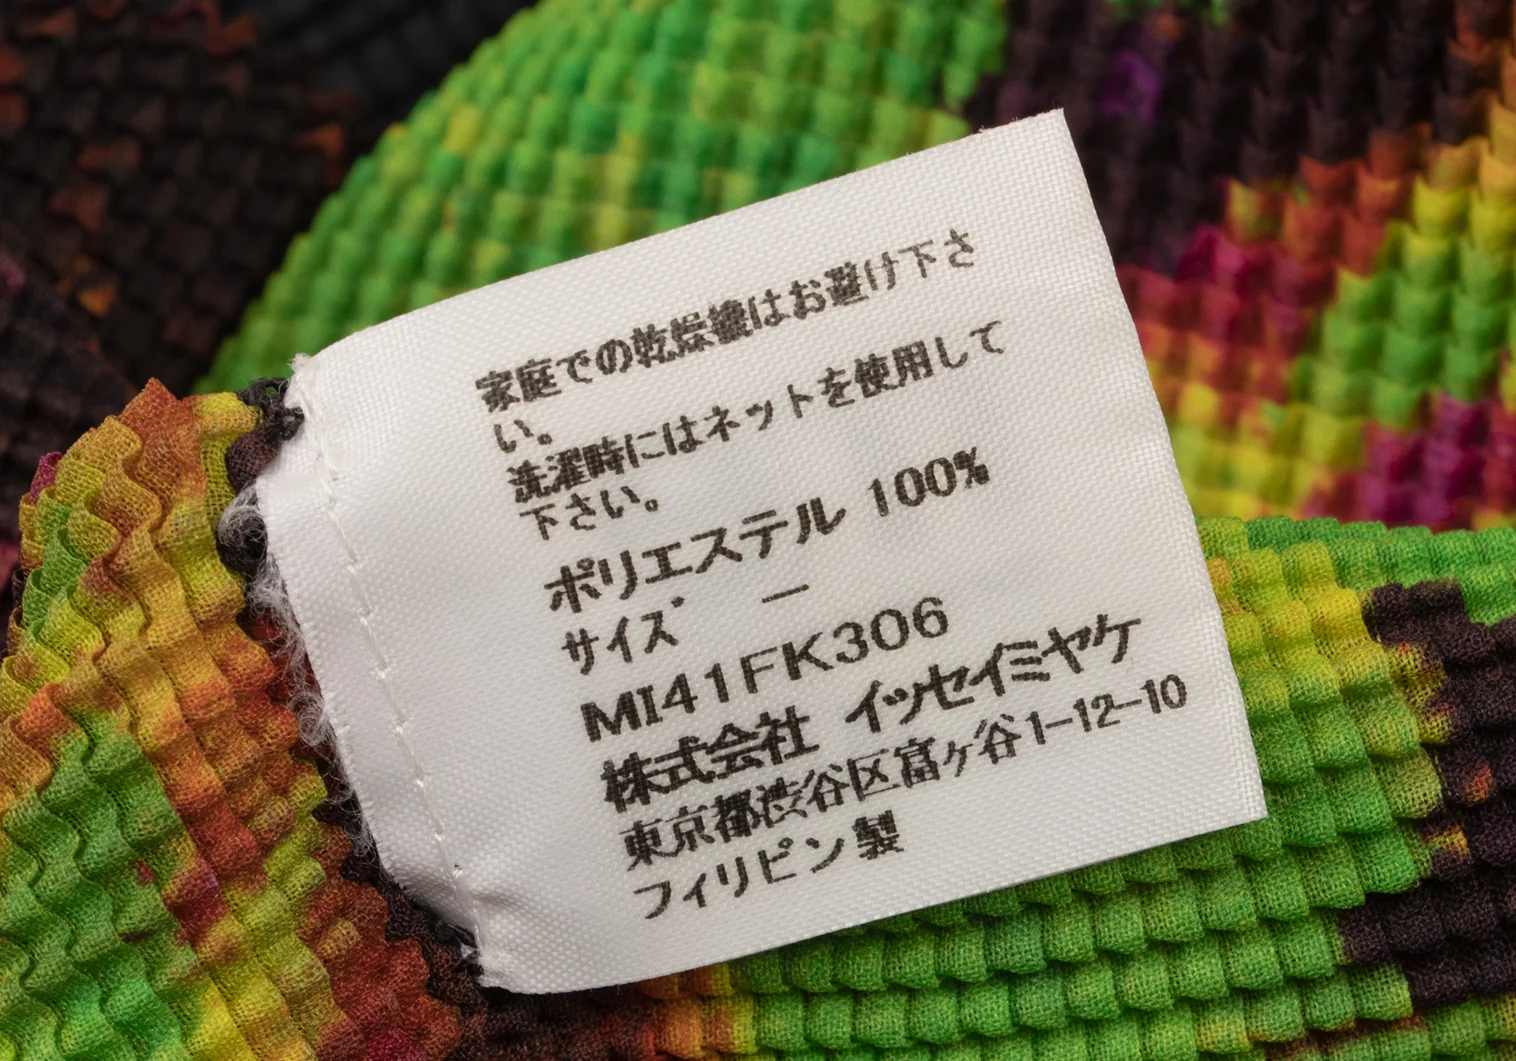 家庭での乾燥機はお避け下さ
い。
洗濯時にはネットを使用して
下さい。
ポリエステル 100%
サイズ ー
MI41FK306
株式会社 イッセイミヤケ
東京都渋谷区富ヶ谷1-12-10
フィリピン製